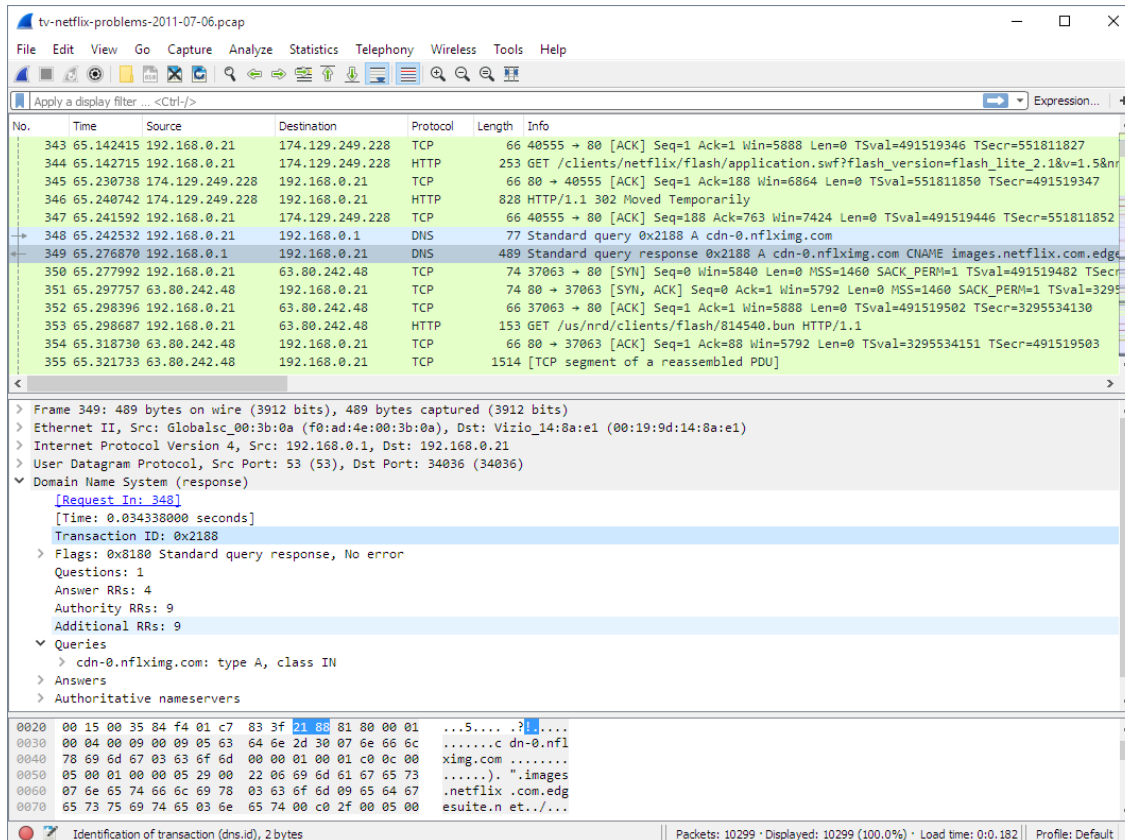 tv-netflix-problems-2011-07-06.pcap
File Edit View Go Capture Analyze Statistics Telephony Wireless Tools Help
Apply a display filter ... <Ctrl-/> Expression... +
No. Time Source Destination Protocol Length Info
343 65.142415 192.168.0.21 174.129.249.228 TCP 66 40555 → 80 [ACK] Seq=1 Ack=1 Win=5888 Len=0 TSval=491519346 TSecr=551811827
344 65.142715 192.168.0.21 174.129.249.228 HTTP 253 GET /clients/netflix/flash/application.swf?flash_version=flash_lite_2.1&v=1.5&nr
345 65.230738 174.129.249.228 192.168.0.21 TCP 66 80 → 40555 [ACK] Seq=1 Ack=188 Win=6864 Len=0 TSval=551811850 TSecr=491519347
346 65.240742 174.129.249.228 192.168.0.21 HTTP 828 HTTP/1.1 302 Moved Temporarily
347 65.241592 192.168.0.21 174.129.249.228 TCP 66 40555 → 80 [ACK] Seq=188 Ack=763 Win=7424 Len=0 TSval=491519446 TSecr=551811852
348 65.242532 192.168.0.21 192.168.0.1 DNS 77 Standard query 0x2188 A cdn-0.nflximg.com
349 65.276870 192.168.0.1 192.168.0.21 DNS 489 Standard query response 0x2188 A cdn-0.nflximg.com CNAME images.netflix.com.edge
350 65.277992 192.168.0.21 63.80.242.48 TCP 74 37063 → 80 [SYN] Seq=0 Win=5840 Len=0 MSS=1460 SACK_PERM=1 TSval=491519482 TSecr
351 65.297757 63.80.242.48 192.168.0.21 TCP 74 80 → 37063 [SYN, ACK] Seq=0 Ack=1 Win=5792 Len=0 MSS=1460 SACK_PERM=1 TSval=3295
352 65.298396 192.168.0.21 63.80.242.48 TCP 66 37063 → 80 [ACK] Seq=1 Ack=1 Win=5888 Len=0 TSval=491519502 TSecr=3295534130
353 65.298687 192.168.0.21 63.80.242.48 HTTP 153 GET /us/nrd/clients/flash/814540.bun HTTP/1.1
354 65.318730 63.80.242.48 192.168.0.21 TCP 66 80 → 37063 [ACK] Seq=1 Ack=88 Win=5792 Len=0 TSval=3295534151 TSecr=491519503
355 65.321733 63.80.242.48 192.168.0.21 TCP 1514 [TCP segment of a reassembled PDU]
> Frame 349: 489 bytes on wire (3912 bits), 489 bytes captured (3912 bits)
> Ethernet II, Src: Globalsc_00:3b:0a (f0:ad:4e:00:3b:0a), Dst: Vizio_14:8a:e1 (00:19:9d:14:8a:e1)
> Internet Protocol Version 4, Src: 192.168.0.1, Dst: 192.168.0.21
> User Datagram Protocol, Src Port: 53 (53), Dst Port: 34036 (34036)
Domain Name System (response)
[Request In: 348]
[Time: 0.034338000 seconds]
Transaction ID: 0x2188
> Flags: 0x8180 Standard query response, No error
Questions: 1
Answer RRs: 4
Authority RRs: 9
Additional RRs: 9
Queries
> cdn-0.nflximg.com: type A, class IN
> Answers
> Authoritative nameservers
0020 00 15 00 35 84 f4 01 c7 83 3f 21 88 81 80 00 01 ...5.... .?!.....
0030 00 04 00 09 00 09 05 63 64 6e 2d 30 07 6e 66 6c .......c dn-0.nfl
0040 78 69 6d 67 03 63 6f 6d 00 00 01 00 01 c0 0c 00 ximg.com ........
0050 05 00 01 00 00 05 29 00 22 06 69 6d 61 67 65 73 ......). ".images
0060 07 6e 65 74 66 6c 69 78 03 63 6f 6d 09 65 64 67 .netflix .com.edg
0070 65 73 75 69 74 65 03 6e 65 74 00 c0 2f 00 05 00 esuite.n et../...
Identification of transaction (dns.id), 2 bytes Packets: 10299 · Displayed: 10299 (100.0%) · Load time: 0:0.182 Profile: Default